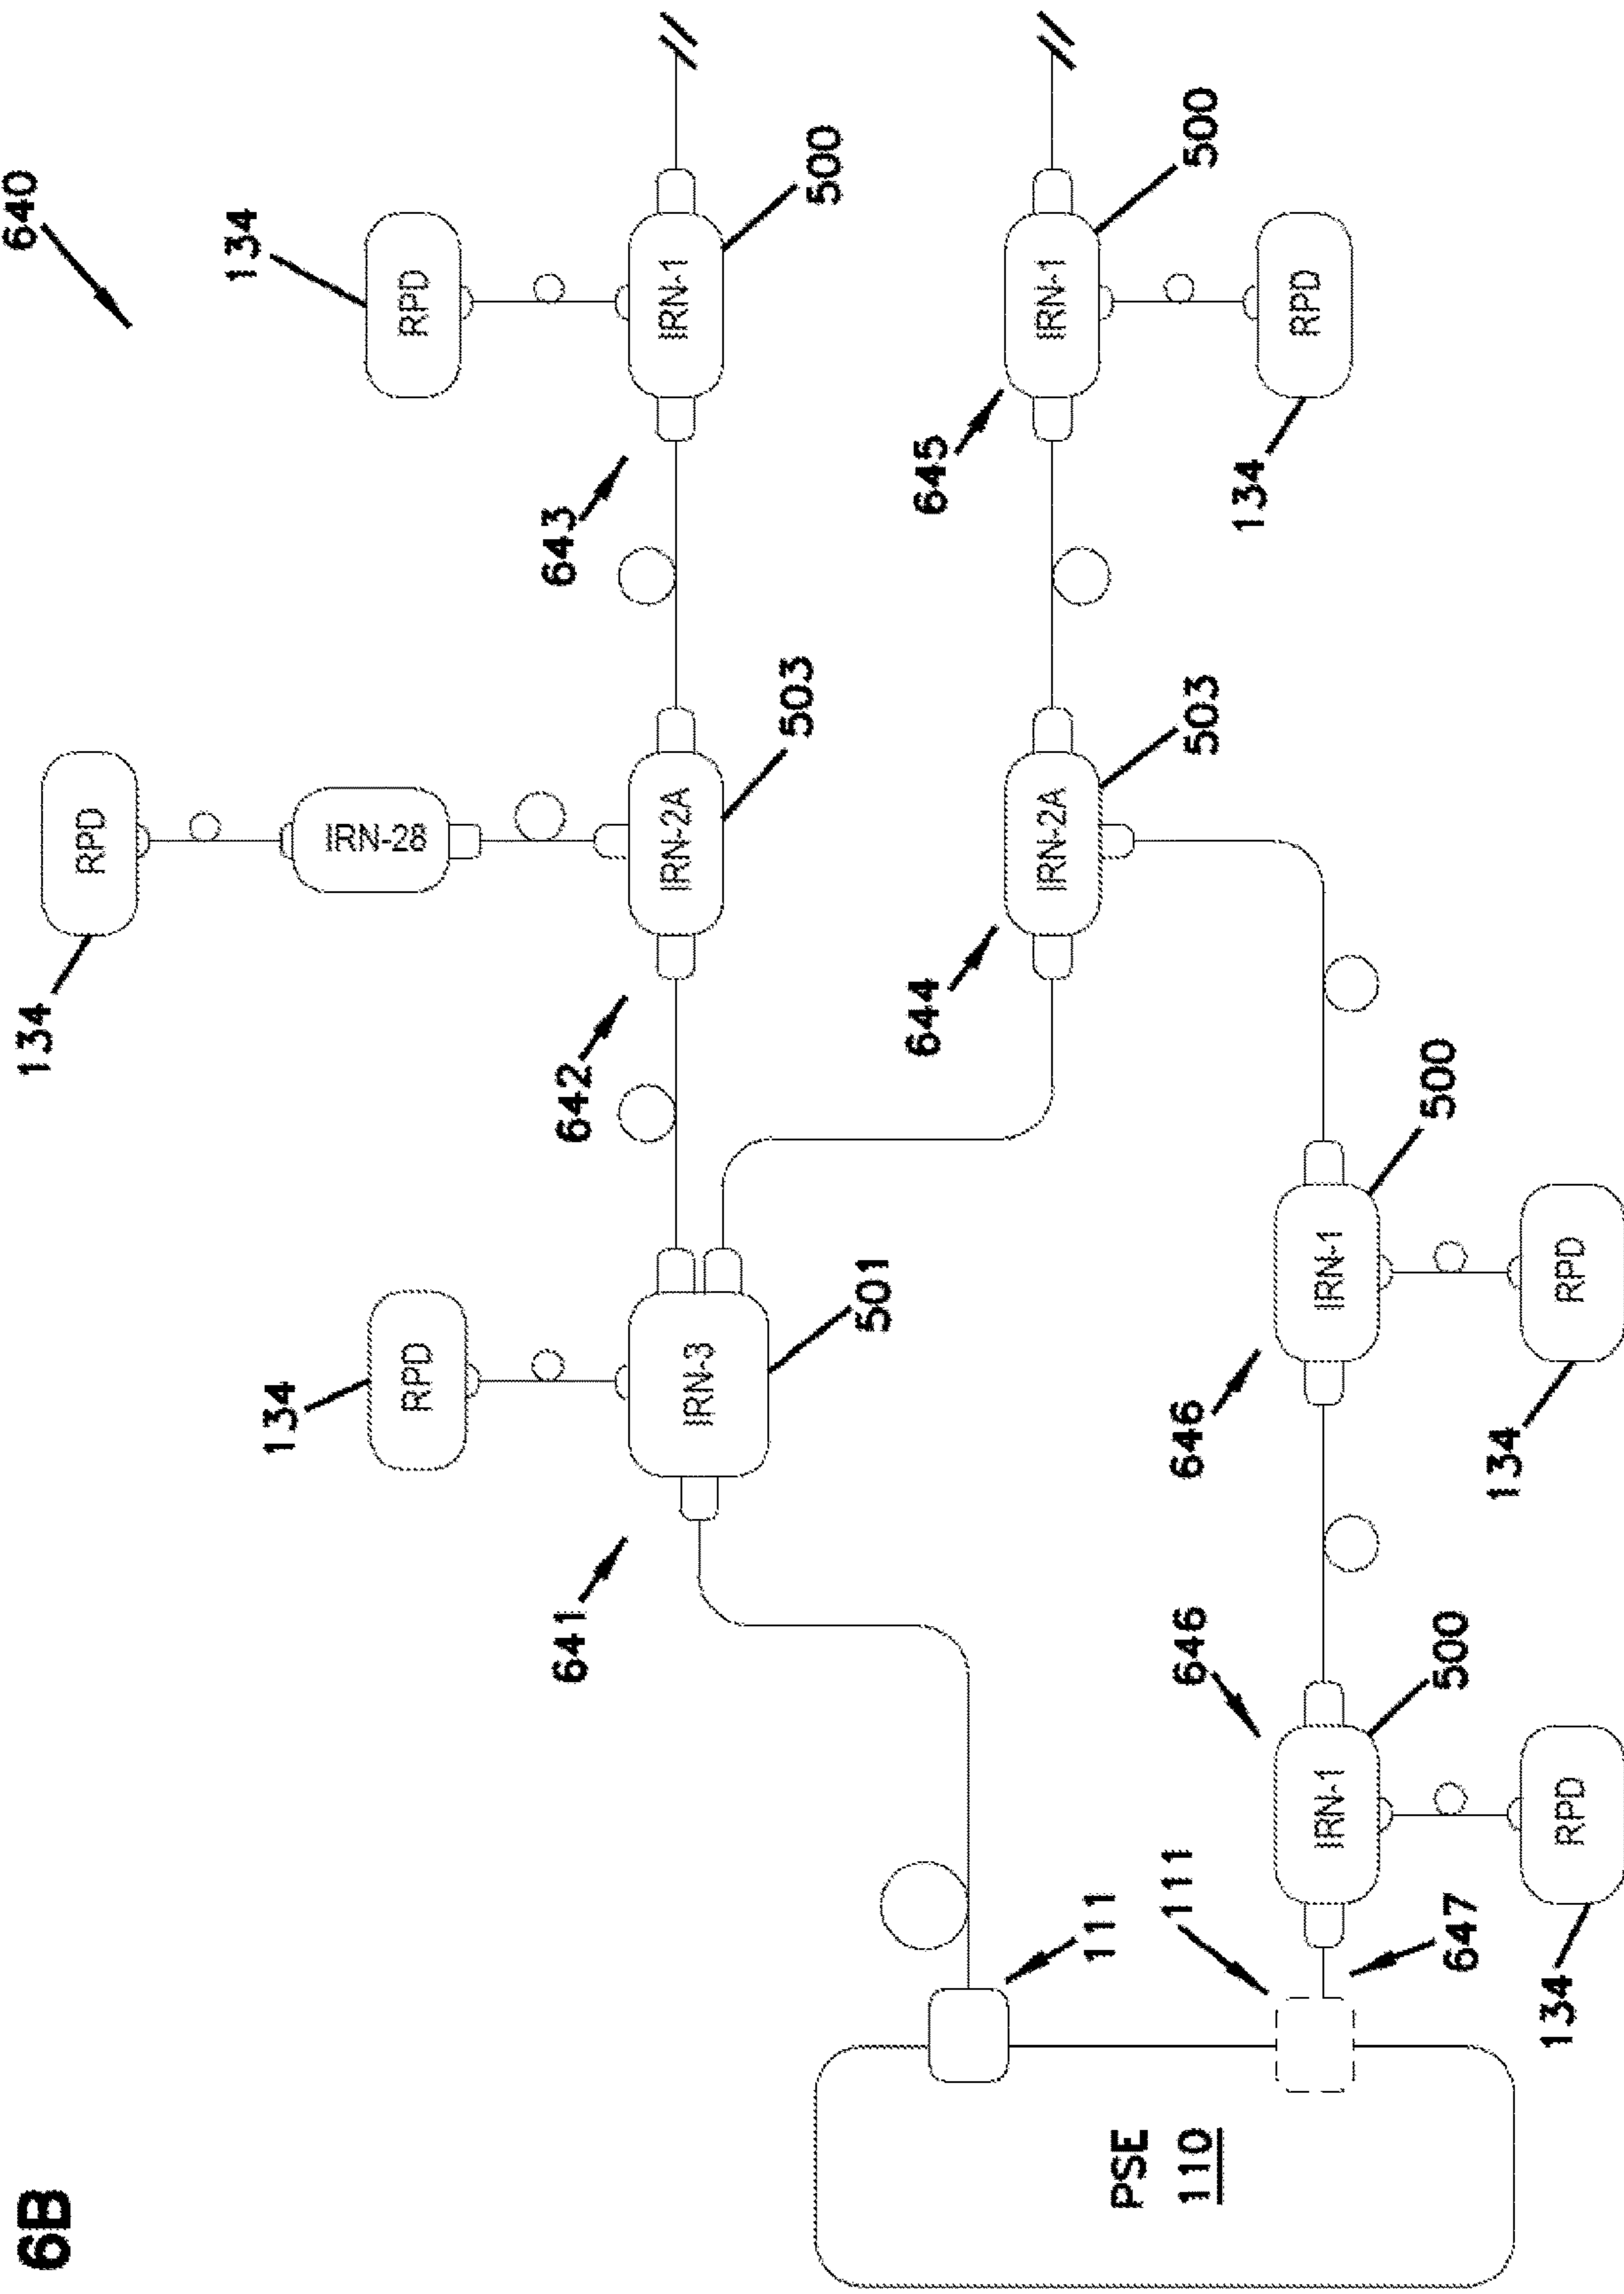 6B
640
134
RPD
134
134
IRN-28
RPD
RPD
641
642
643
IRN-3
IRN-2A
IRN-1
501
503
500
644
645
IRN-2A
IRN-1
111
PSE
110
111
646
646
503
500
134
RPD
IRN-1
IRN-1
500
500
647
134
134
RPD
RPD